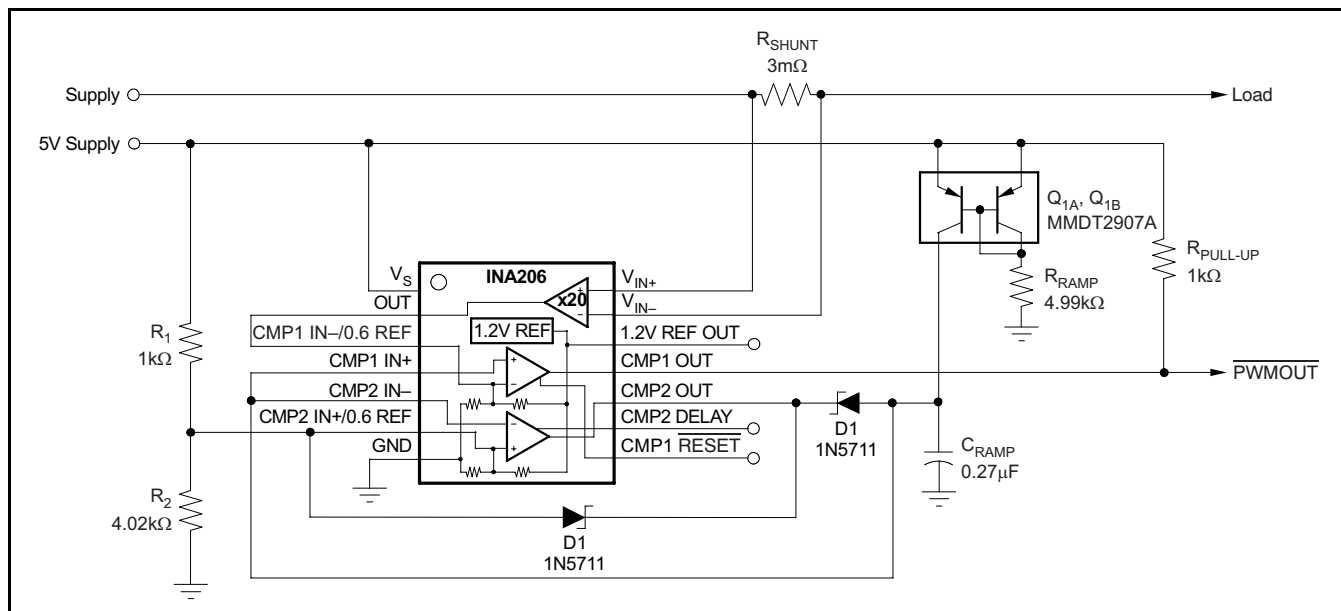 R_SHUNT
3mΩ
Supply
Load
5V Supply
Q_1A, Q_1B
MMDT2907A
R_PULL-UP
1kΩ
R_RAMP
4.99kΩ
V_S
INA206
V_IN+
OUT
x20
V_IN–
CMP1 IN–/0.6 REF
1.2V REF
1.2V REF OUT
R_1
1kΩ
CMP1 IN+
CMP1 OUT
PWMOUT
CMP2 IN–
CMP2 OUT
CMP2 IN+/0.6 REF
CMP2 DELAY
GND
CMP1 RESET
D1
1N5711
C_RAMP
0.27µF
R_2
4.02kΩ
D1
1N5711